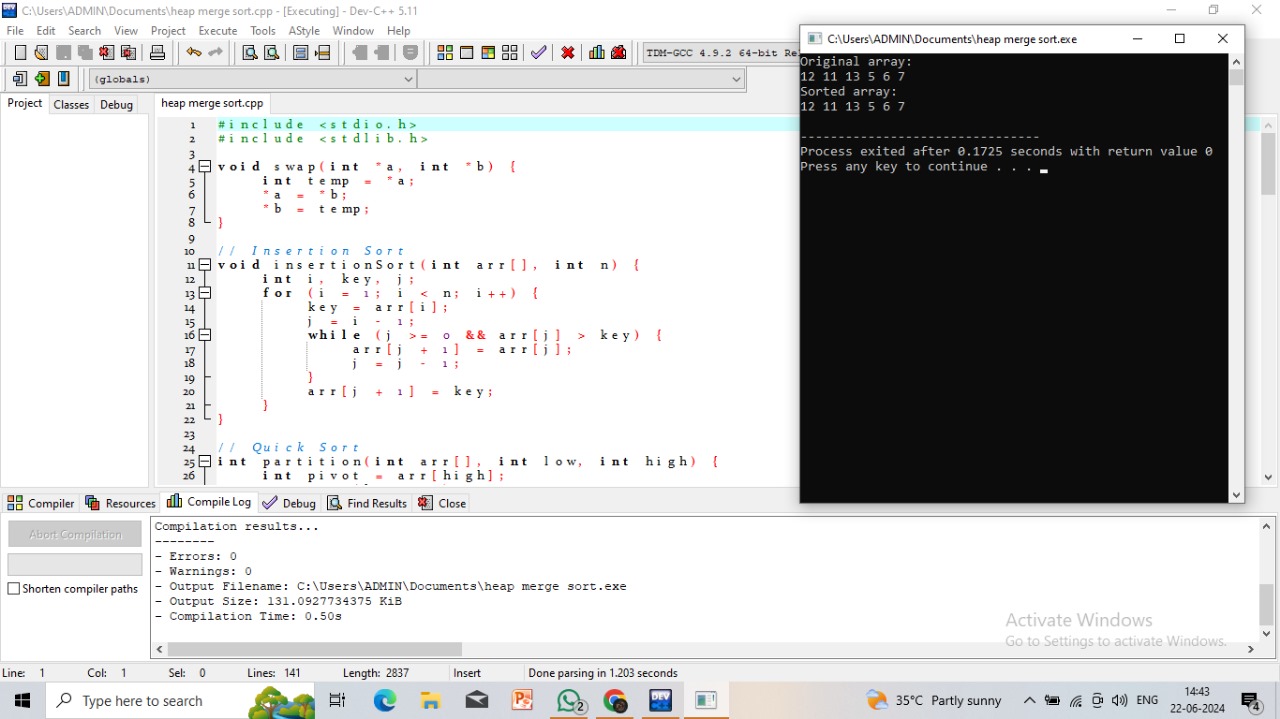 C:\Users\ADMIN\Documents\heap merge sort.cpp - [Executing] - Dev-C++ 5.11
File Edit Search View Project Execute Tools AStyle Window Help
TDM-GCC 4.9.2 64-bit Re
(globals)
Project Classes Debug
heap merge sort.cpp
1 #include <stdio.h>
2 #include <stdlib.h>
3
4 void swap(int *a, int *b) {
5 int temp = *a;
6 *a = *b;
7 *b = temp;
8 }
9
10 // Insertion Sort
11 void insertionSort(int arr[], int n) {
12 int i, key, j;
13 for (i = 1; i < n; i++) {
14 key = arr[i];
15 j = i - 1;
16 while (j >= 0 && arr[j] > key) {
17 arr[j + 1] = arr[j];
18 j = j - 1;
19 }
20 arr[j + 1] = key;
21 }
22 }
23
24 // Quick Sort
25 int partition(int arr[], int low, int high) {
26 int pivot = arr[high];
C:\Users\ADMIN\Documents\heap merge sort.exe
Original array:
12 11 13 5 6 7
Sorted array:
12 11 13 5 6 7
--------------------------------
Process exited after 0.1725 seconds with return value 0
Press any key to continue . . .
Compiler Resources Compile Log Debug Find Results Close
Abort Compilation
Shorten compiler paths
Compilation results...
--------
- Errors: 0
- Warnings: 0
- Output Filename: C:\Users\ADMIN\Documents\heap merge sort.exe
- Output Size: 131.0927734375 KiB
- Compilation Time: 0.50s
Activate Windows
Go to Settings to activate Windows.
Line: 1 Col: 1 Sel: 0 Lines: 141 Length: 2837 Insert Done parsing in 1.203 seconds
Type here to search
2
DEV
35°C Partly sunny
ENG
14:43
22-06-2024
4